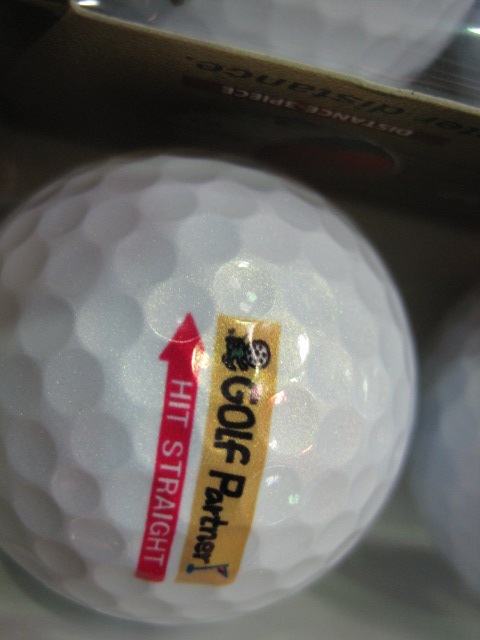 HIT STRAIGHT
GOLF Partner
DISTANCE 3PIECE
distance.